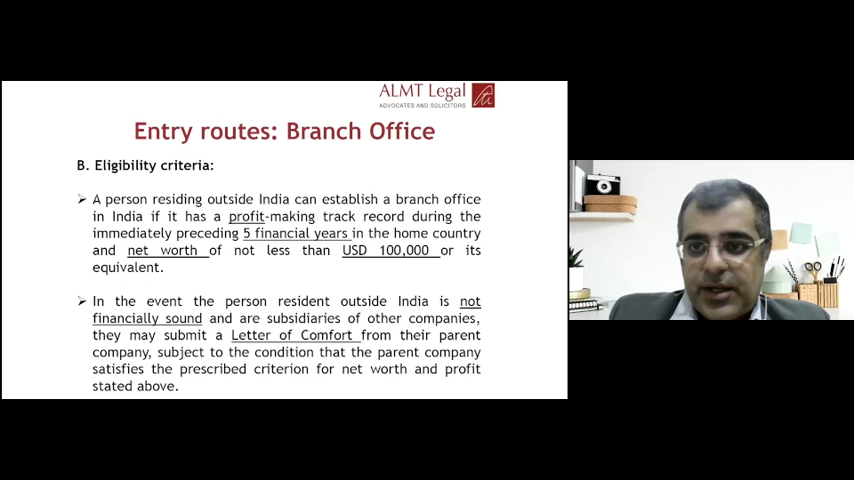 ALMT Legal
ADVOCATES AND SOLICITORS
Entry routes: Branch Office
B. Eligibility criteria:
➢ A person residing outside India can establish a branch office
in India if it has a profit-making track record during the
immediately preceding 5 financial years in the home country
and net worth of not less than USD 100,000 or its
equivalent.
➢ In the event the person resident outside India is not
financially sound and are subsidiaries of other companies,
they may submit a Letter of Comfort from their parent
company, subject to the condition that the parent company
satisfies the prescribed criterion for net worth and profit
stated above.